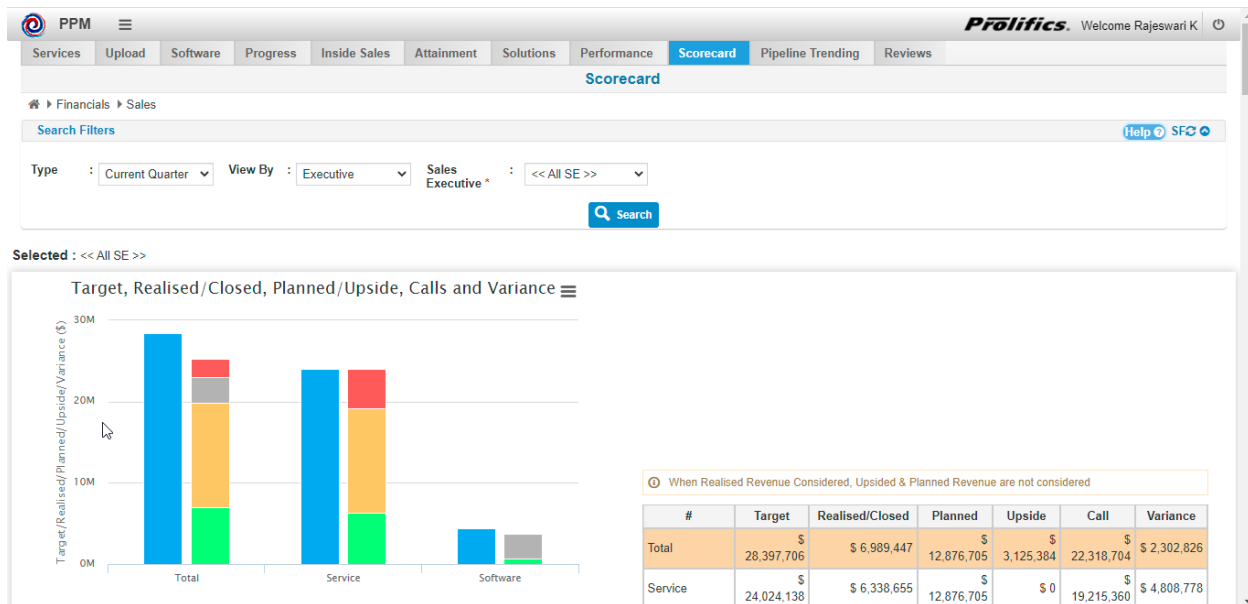 PPM
Prolifics. Welcome Rajeswari K
Services Upload Software Progress Inside Sales Attainment Solutions Performance Scorecard Pipeline Trending Reviews
Scorecard
Financials Sales
Search Filters
Help ? SF
Type : Current Quarter View By : Executive Sales Executive * : << All SE >>
Search
Selected : << All SE >>
Target, Realised/Closed, Planned/Upside, Calls and Variance
Target/Realised/Planned/Upside/Variance ($)
30M
20M
10M
0M
Total Service Software
When Realised Revenue Considered, Upsided & Planned Revenue are not considered
# Target Realised/Closed Planned Upside Call Variance
Total $ 28,397,706 $ 6,989,447 $ 12,876,705 $ 3,125,384 $ 22,318,704 $ 2,302,826
Service $ 24,024,138 $ 6,338,655 $ 12,876,705 $ 0 $ 19,215,360 $ 4,808,778